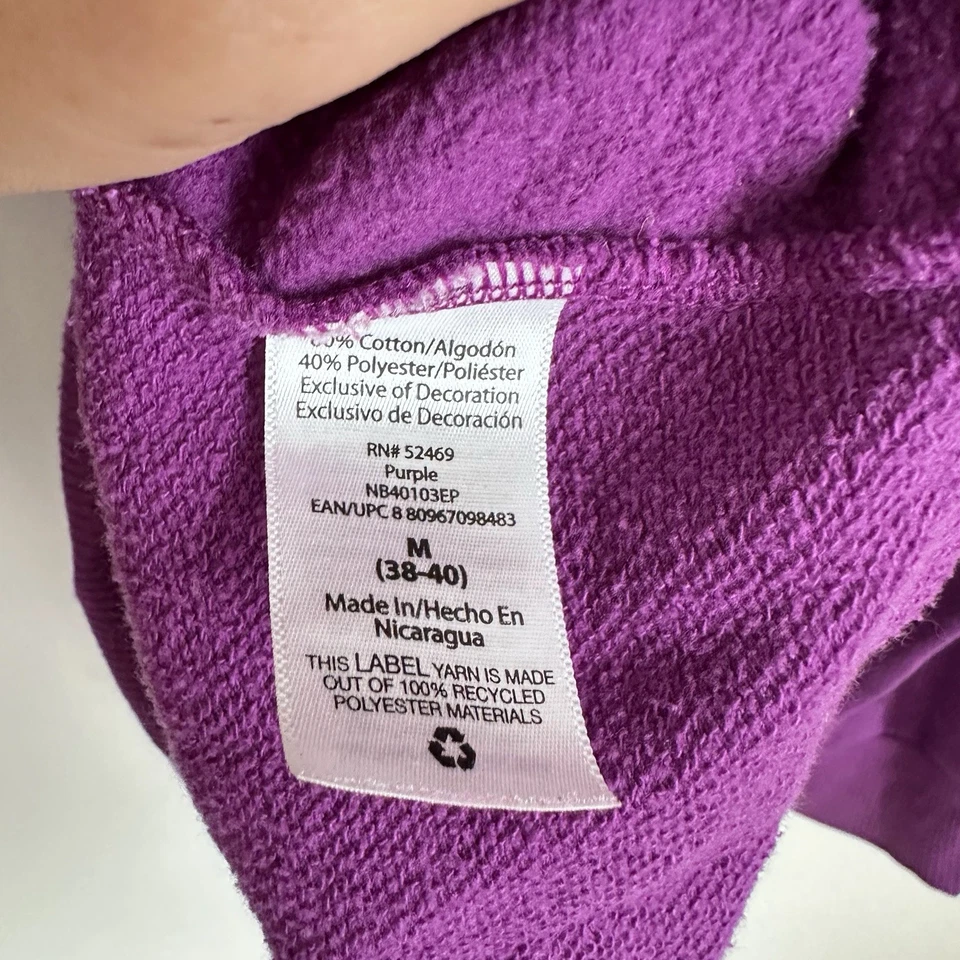 60% Cotton/Algodón
40% Polyester/Poliéster
Exclusive of Decoration
Exclusivo de Decoración
RN# 52469
Purple
NB40103EP
EAN/UPC 8 80967098483
M
(38-40)
Made In/Hecho En
Nicaragua
THIS LABEL YARN IS MADE
OUT OF 100% RECYCLED
POLYESTER MATERIALS